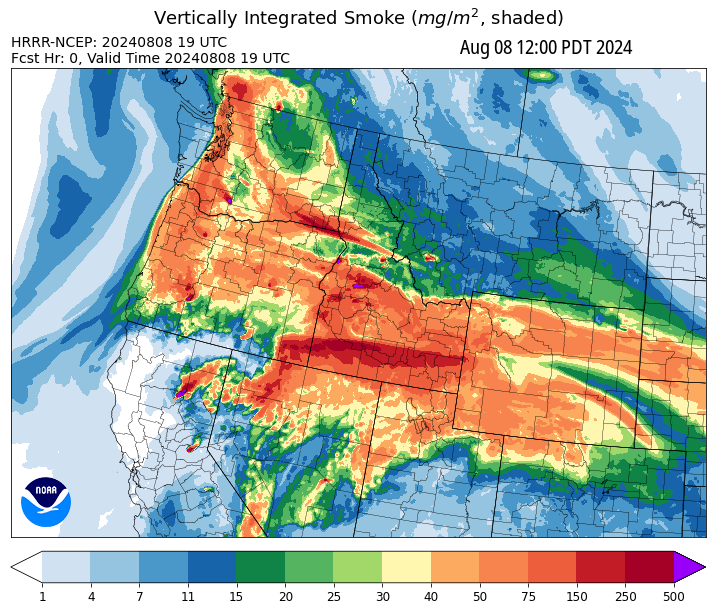 Vertically Integrated Smoke (mg/m², shaded)
HRRR-NCEP: 20240808 19 UTC
Fcst Hr: 0, Valid Time 20240808 19 UTC
Aug 08 12:00 PDT 2024
NOAA
1 4 7 11 15 20 25 30 40 50 75 150 250 500